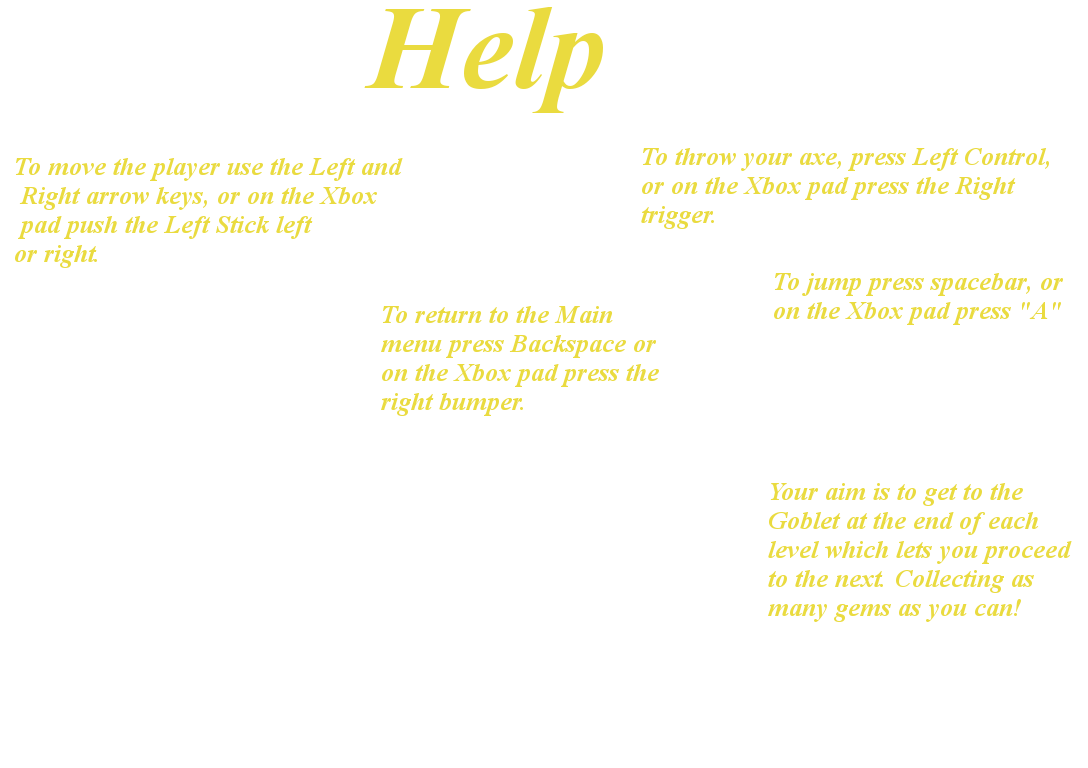 Help
To move the player use the Left and
Right arrow keys, or on the Xbox
pad push the Left Stick left
or right.
To throw your axe, press Left Control,
or on the Xbox pad press the Right
trigger.
To jump press spacebar, or
on the Xbox pad press "A"
To return to the Main
menu press Backspace or
on the Xbox pad press the
right bumper.
Your aim is to get to the
Goblet at the end of each
level which lets you proceed
to the next. Collecting as
many gems as you can!